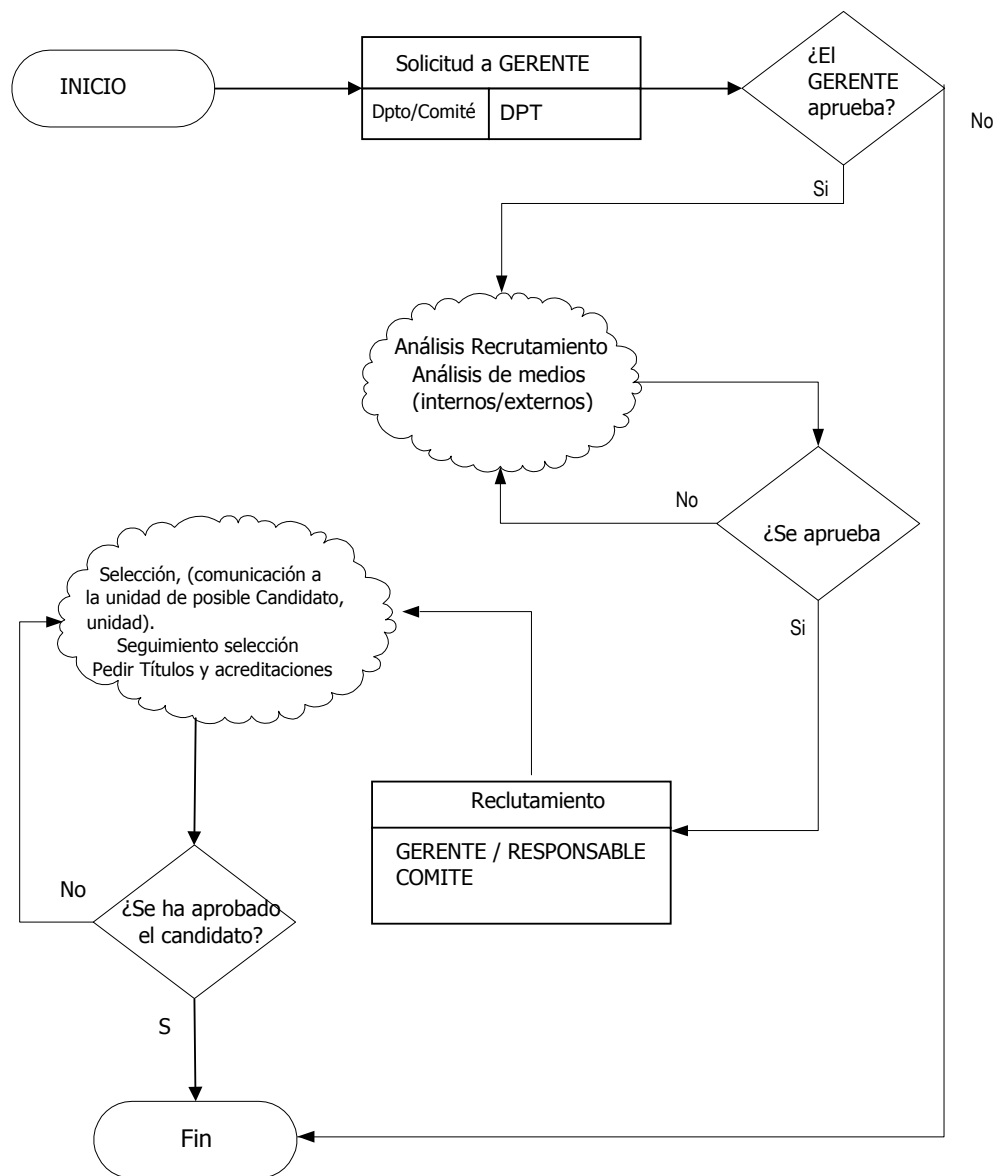 INICIO
Solicitud a GERENTE
Dpto/Comité
DPT
¿El
GERENTE
aprueba?
No
Si
Análisis Recrutamiento
Análisis de medios
(internos/externos)
No
¿Se aprueba
Si
Selección, (comunicación a
la unidad de posible Candidato,
unidad).
Seguimiento selección
Pedir Títulos y acreditaciones
Reclutamiento
GERENTE / RESPONSABLE
COMITE
No
¿Se ha aprobado
el candidato?
S
Fin